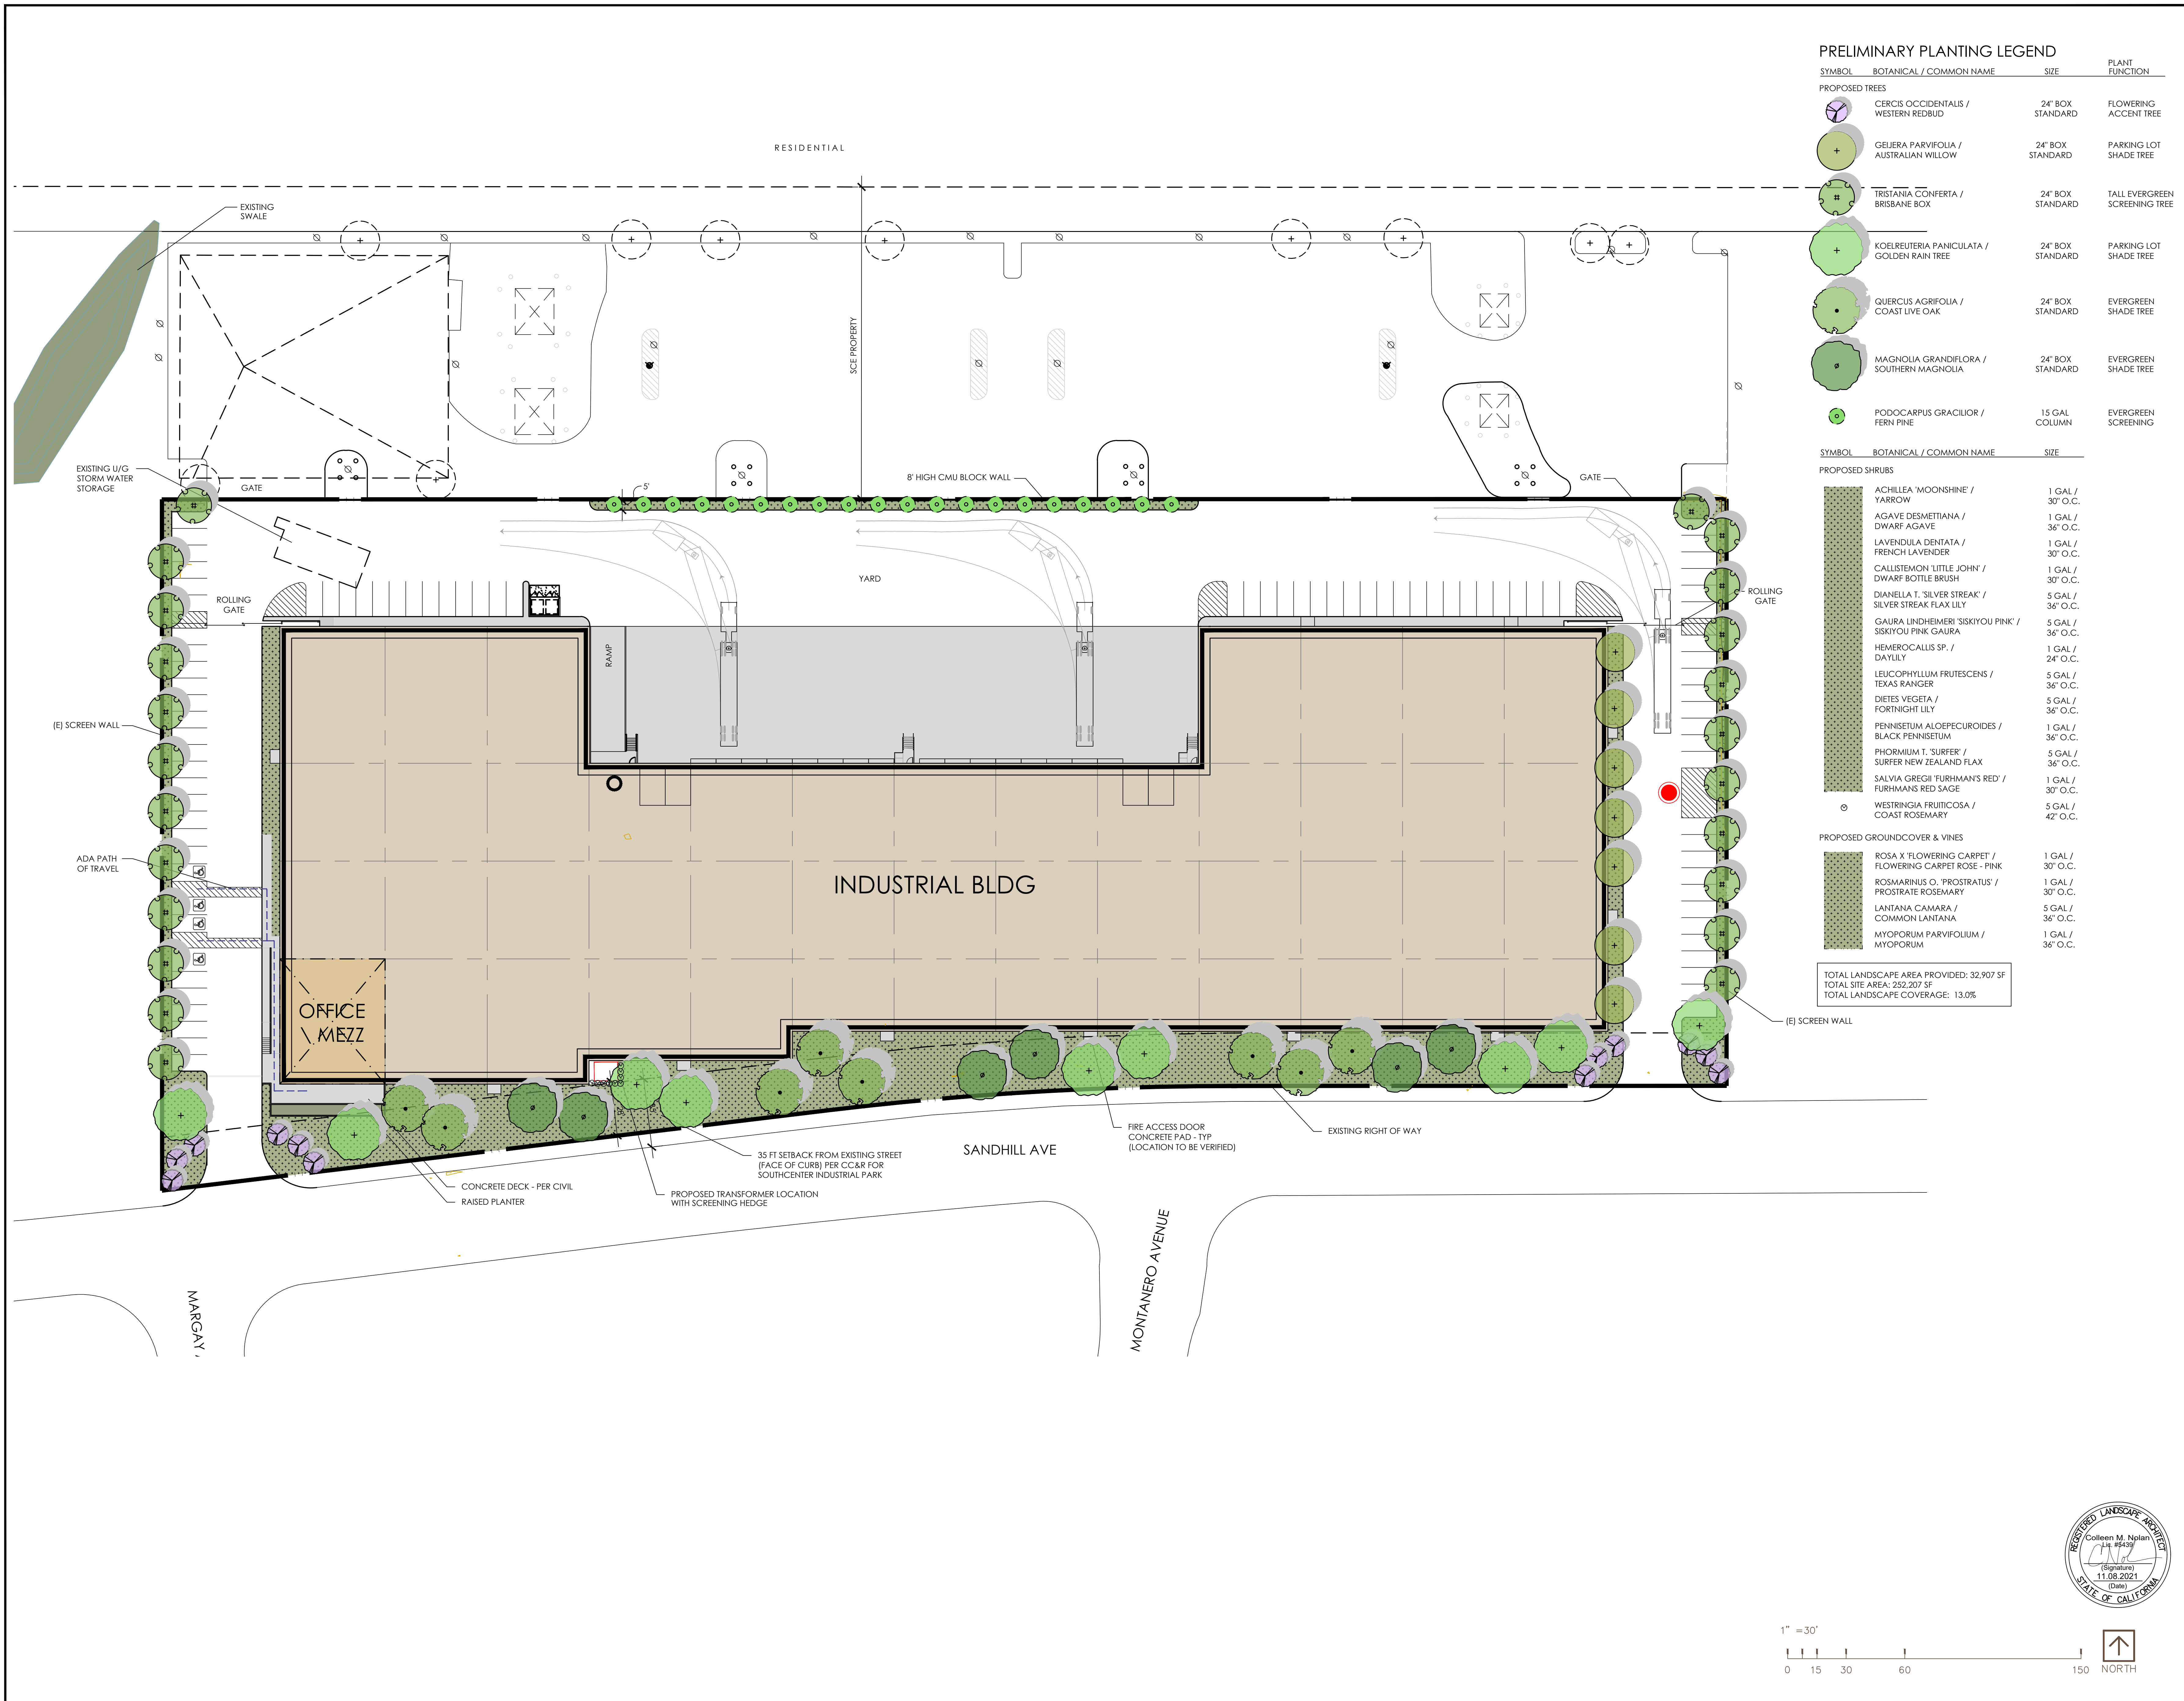 PRELIMINARY PLANTING LEGEND
SYMBOL BOTANICAL / COMMON NAME SIZE PLANT
FUNCTION
PROPOSED TREES
CERCIS OCCIDENTALIS / 24" BOX FLOWERING
WESTERN REDBUD STANDARD ACCENT TREE
GEIJERA PARVIFOLIA / 24" BOX PARKING LOT
AUSTRALIAN WILLOW STANDARD SHADE TREE
TRISTANIA CONFERTA / 24" BOX TALL EVERGREEN
BRISBANE BOX STANDARD SCREENING TREE
KOELREUTERIA PANICULATA / 24" BOX PARKING LOT
GOLDEN RAIN TREE STANDARD SHADE TREE
QUERCUS AGRIFOLIA / 24" BOX EVERGREEN
COAST LIVE OAK STANDARD SHADE TREE
MAGNOLIA GRANDIFLORA / 24" BOX EVERGREEN
SOUTHERN MAGNOLIA STANDARD SHADE TREE
PODOCARPUS GRACILIOR / 15 GAL EVERGREEN
FERN PINE COLUMN SCREENING
SYMBOL BOTANICAL / COMMON NAME SIZE
PROPOSED SHRUBS
ACHILLEA 'MOONSHINE' / 1 GAL /
YARROW 30" O.C.
AGAVE DESMETTIANA / 1 GAL /
DWARF AGAVE 36" O.C.
LAVENDULA DENTATA / 1 GAL /
FRENCH LAVENDER 30" O.C.
CALLISTEMON 'LITTLE JOHN' / 1 GAL /
DWARF BOTTLE BRUSH 30" O.C.
DIANELLA T. 'SILVER STREAK' / 5 GAL /
SILVER STREAK FLAX LILY 36" O.C.
GAURA LINDHEIMERI 'SISKIYOU PINK' / 5 GAL /
SISKIYOU PINK GAURA 36" O.C.
HEMEROCALLIS SP. / 1 GAL /
DAYLILY 24" O.C.
LEUCOPHYLLUM FRUTESCENS / 5 GAL /
TEXAS RANGER 36" O.C.
DIETES VEGETA / 5 GAL /
FORTNIGHT LILY 36" O.C.
PENNISETUM ALOEPECUROIDES / 1 GAL /
BLACK PENNISETUM 36" O.C.
PHORMIUM T. 'SURFER' / 5 GAL /
SURFER NEW ZEALAND FLAX 36" O.C.
SALVIA GREGII 'FURHMAN'S RED' / 1 GAL /
FURHMANS RED SAGE 30" O.C.
WESTRINGIA FRUITICOSA / 5 GAL /
COAST ROSEMARY 42" O.C.
PROPOSED GROUNDCOVER & VINES
ROSA X 'FLOWERING CARPET' / 1 GAL /
FLOWERING CARPET ROSE - PINK 30" O.C.
ROSMARINUS O. 'PROSTRATUS' / 1 GAL /
PROSTRATE ROSEMARY 30" O.C.
LANTANA CAMARA / 5 GAL /
COMMON LANTANA 36" O.C.
MYOPORUM PARVIFOLIUM / 1 GAL /
MYOPORUM 36" O.C.
TOTAL LANDSCAPE AREA PROVIDED: 32,907 SF
TOTAL SITE AREA: 252,207 SF
TOTAL LANDSCAPE COVERAGE: 13.0%
RESIDENTIAL
EXISTING
SWALE
SCE PROPERTY
EXISTING U/G
STORM WATER
STORAGE
GATE
5'
8' HIGH CMU BLOCK WALL
GATE
YARD
ROLLING
GATE
ROLLING
GATE
RAMP
(E) SCREEN WALL
ADA PATH
OF TRAVEL
INDUSTRIAL BLDG
OFFICE
MEZZ
(E) SCREEN WALL
FIRE ACCESS DOOR
CONCRETE PAD - TYP
(LOCATION TO BE VERIFIED)
EXISTING RIGHT OF WAY
SANDHILL AVE
35 FT SETBACK FROM EXISTING STREET
(FACE OF CURB) PER CC&R FOR
SOUTHCENTER INDUSTRIAL PARK
CONCRETE DECK - PER CIVIL
RAISED PLANTER
PROPOSED TRANSFORMER LOCATION
WITH SCREENING HEDGE
MARGAY
MONTANERO AVENUE
REGISTERED LANDSCAPE ARCHITECT
Colleen M. Nolan
Lic. #5439
(Signature)
11.08.2021
(Date)
STATE OF CALIFORNIA
1" =30'
0 15 30 60 150
NORTH